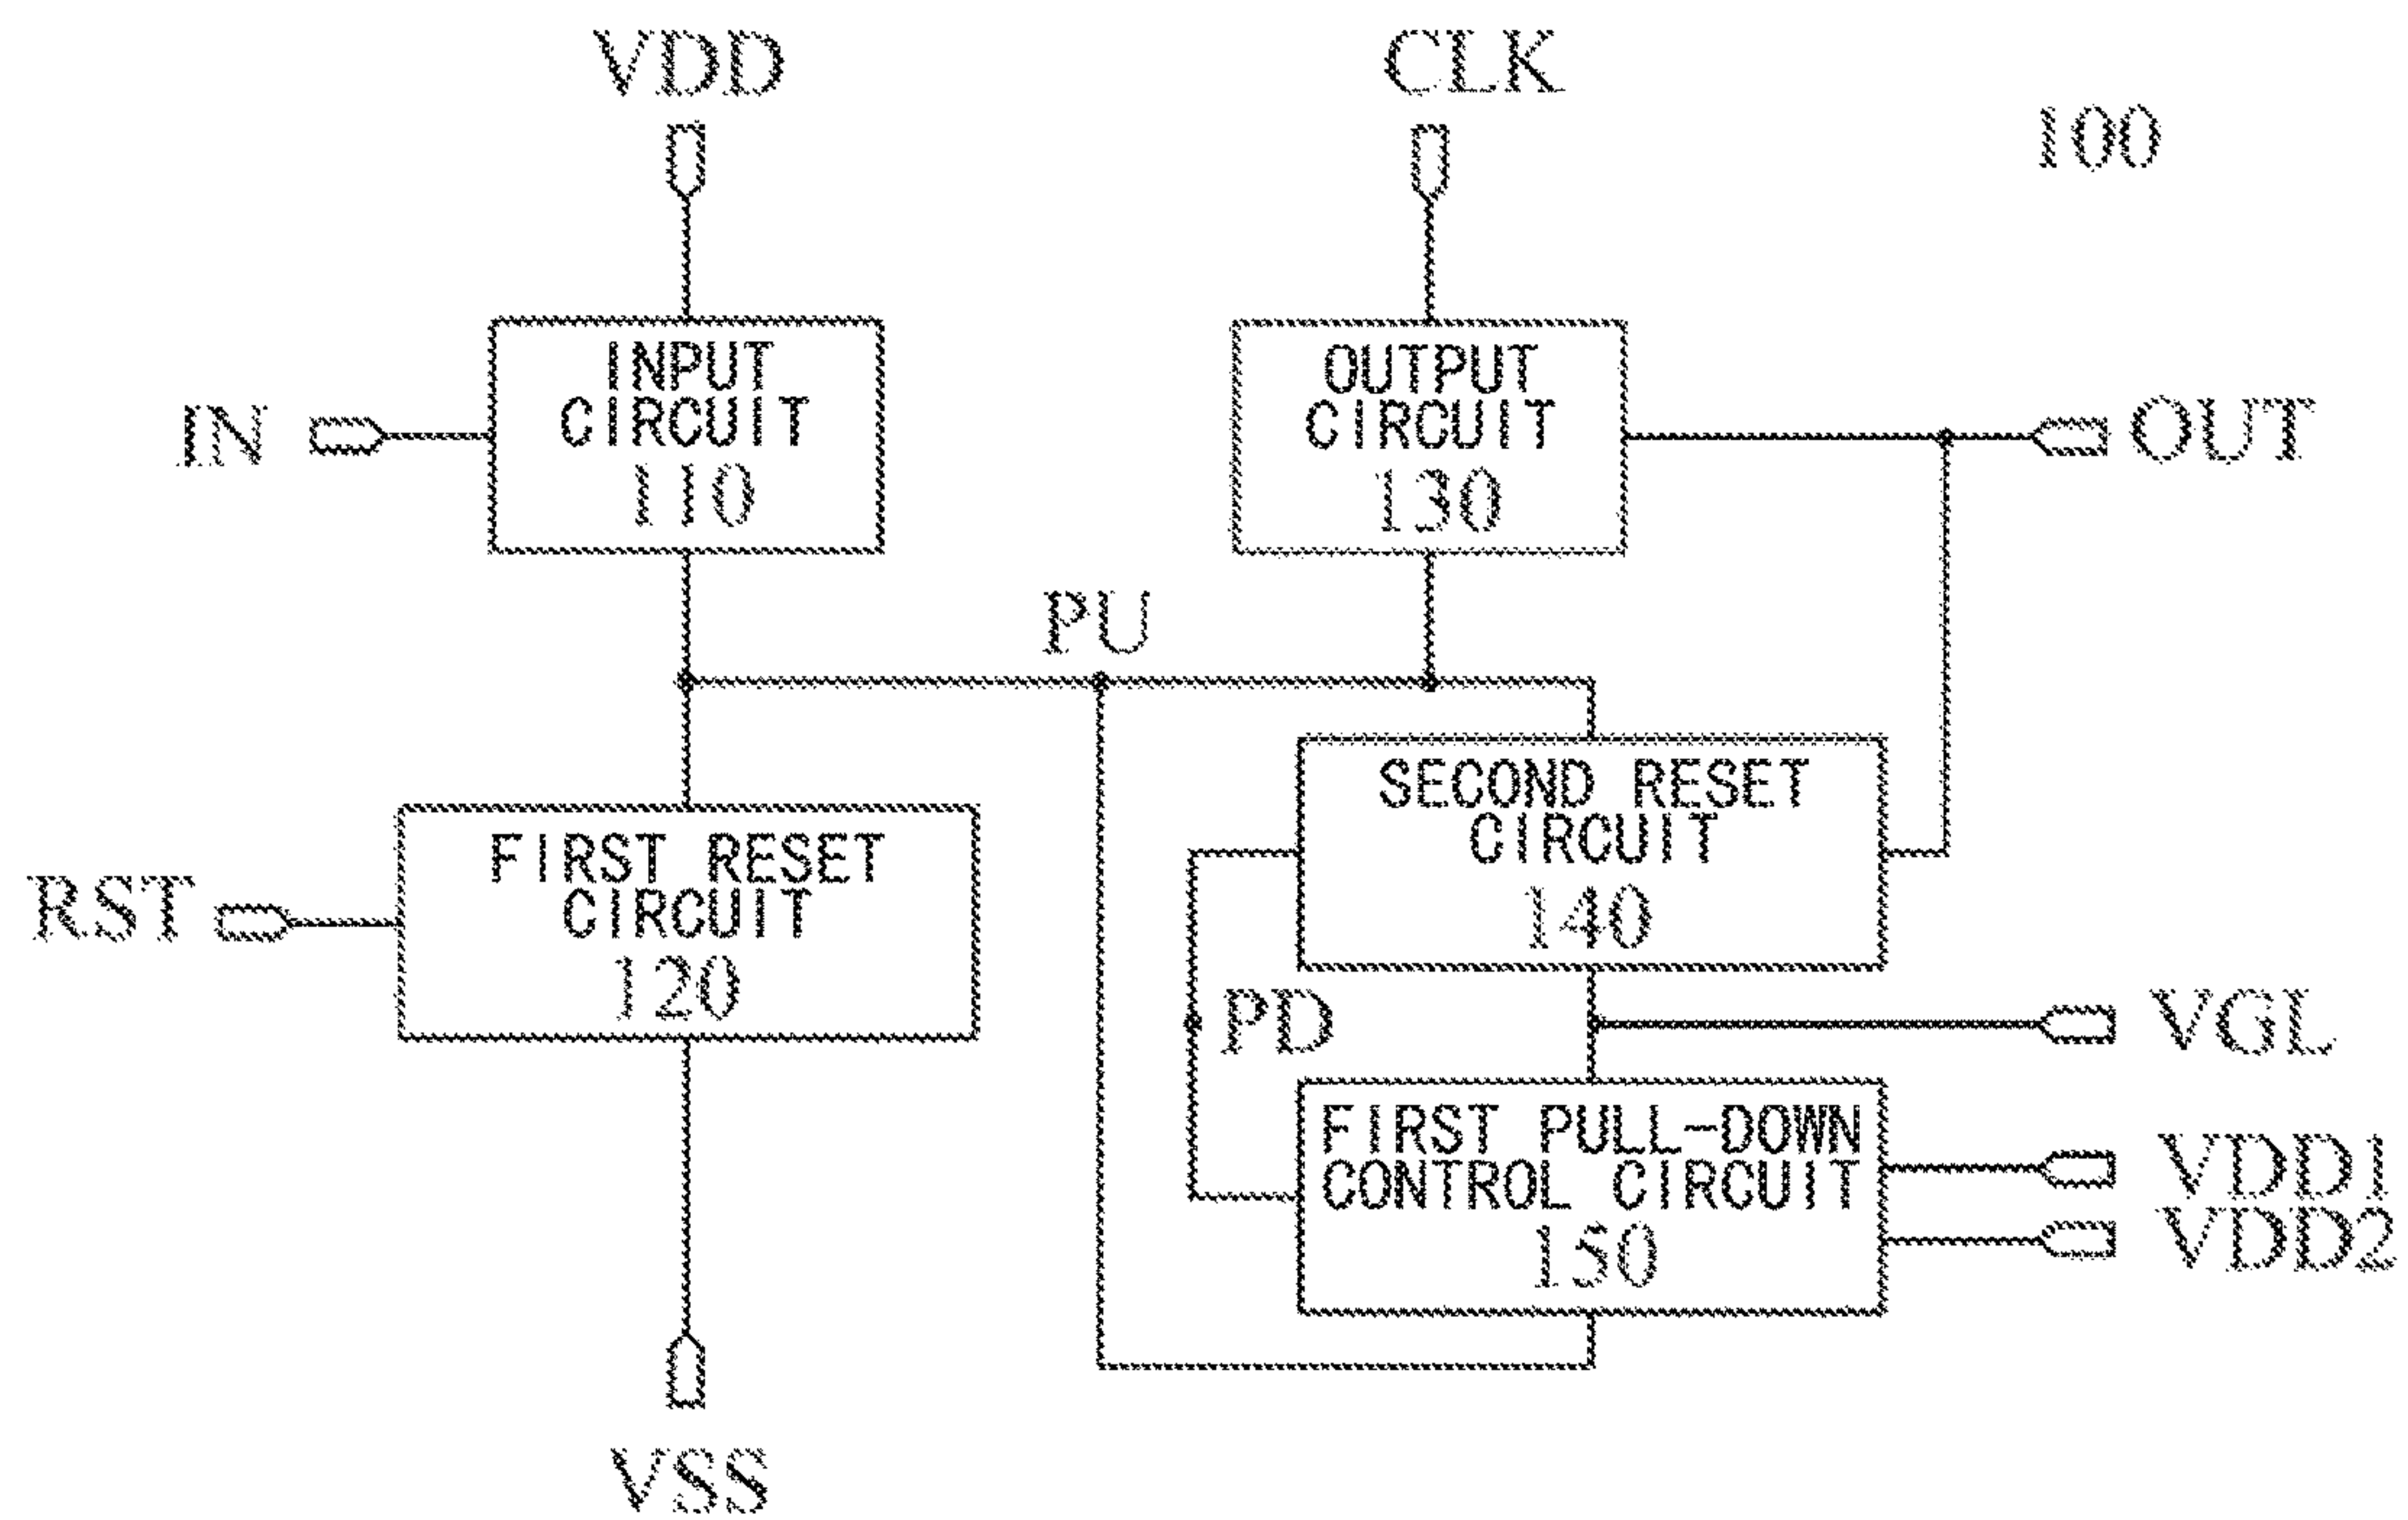 VDD
CLK
100
INPUT
CIRCUIT
110
OUTPUT
CIRCUIT
130
IN
OUT
PU
SECOND RESET
CIRCUIT
140
FIRST RESET
CIRCUIT
120
RST
PD
VGL
FIRST PULL-DOWN
CONTROL CIRCUIT
150
VDD1
VDD2
VSS